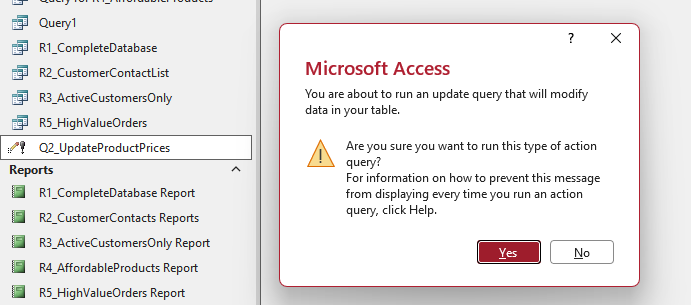 Query for R1_AffordableProducts
Query1
R1_CompleteDatabase
R2_CustomerContactList
R3_ActiveCustomersOnly
R5_HighValueOrders
Q2_UpdateProductPrices
Reports
R1_CompleteDatabase Report
R2_CustomerContacts Reports
R3_ActiveCustomersOnly Report
R4_AffordableProducts Report
R5_HighValueOrders Report
?
Microsoft Access
You are about to run an update query that will modify
data in your table.
Are you sure you want to run this type of action
query?
For information on how to prevent this message
from displaying every time you run an action
query, click Help.
Yes
No